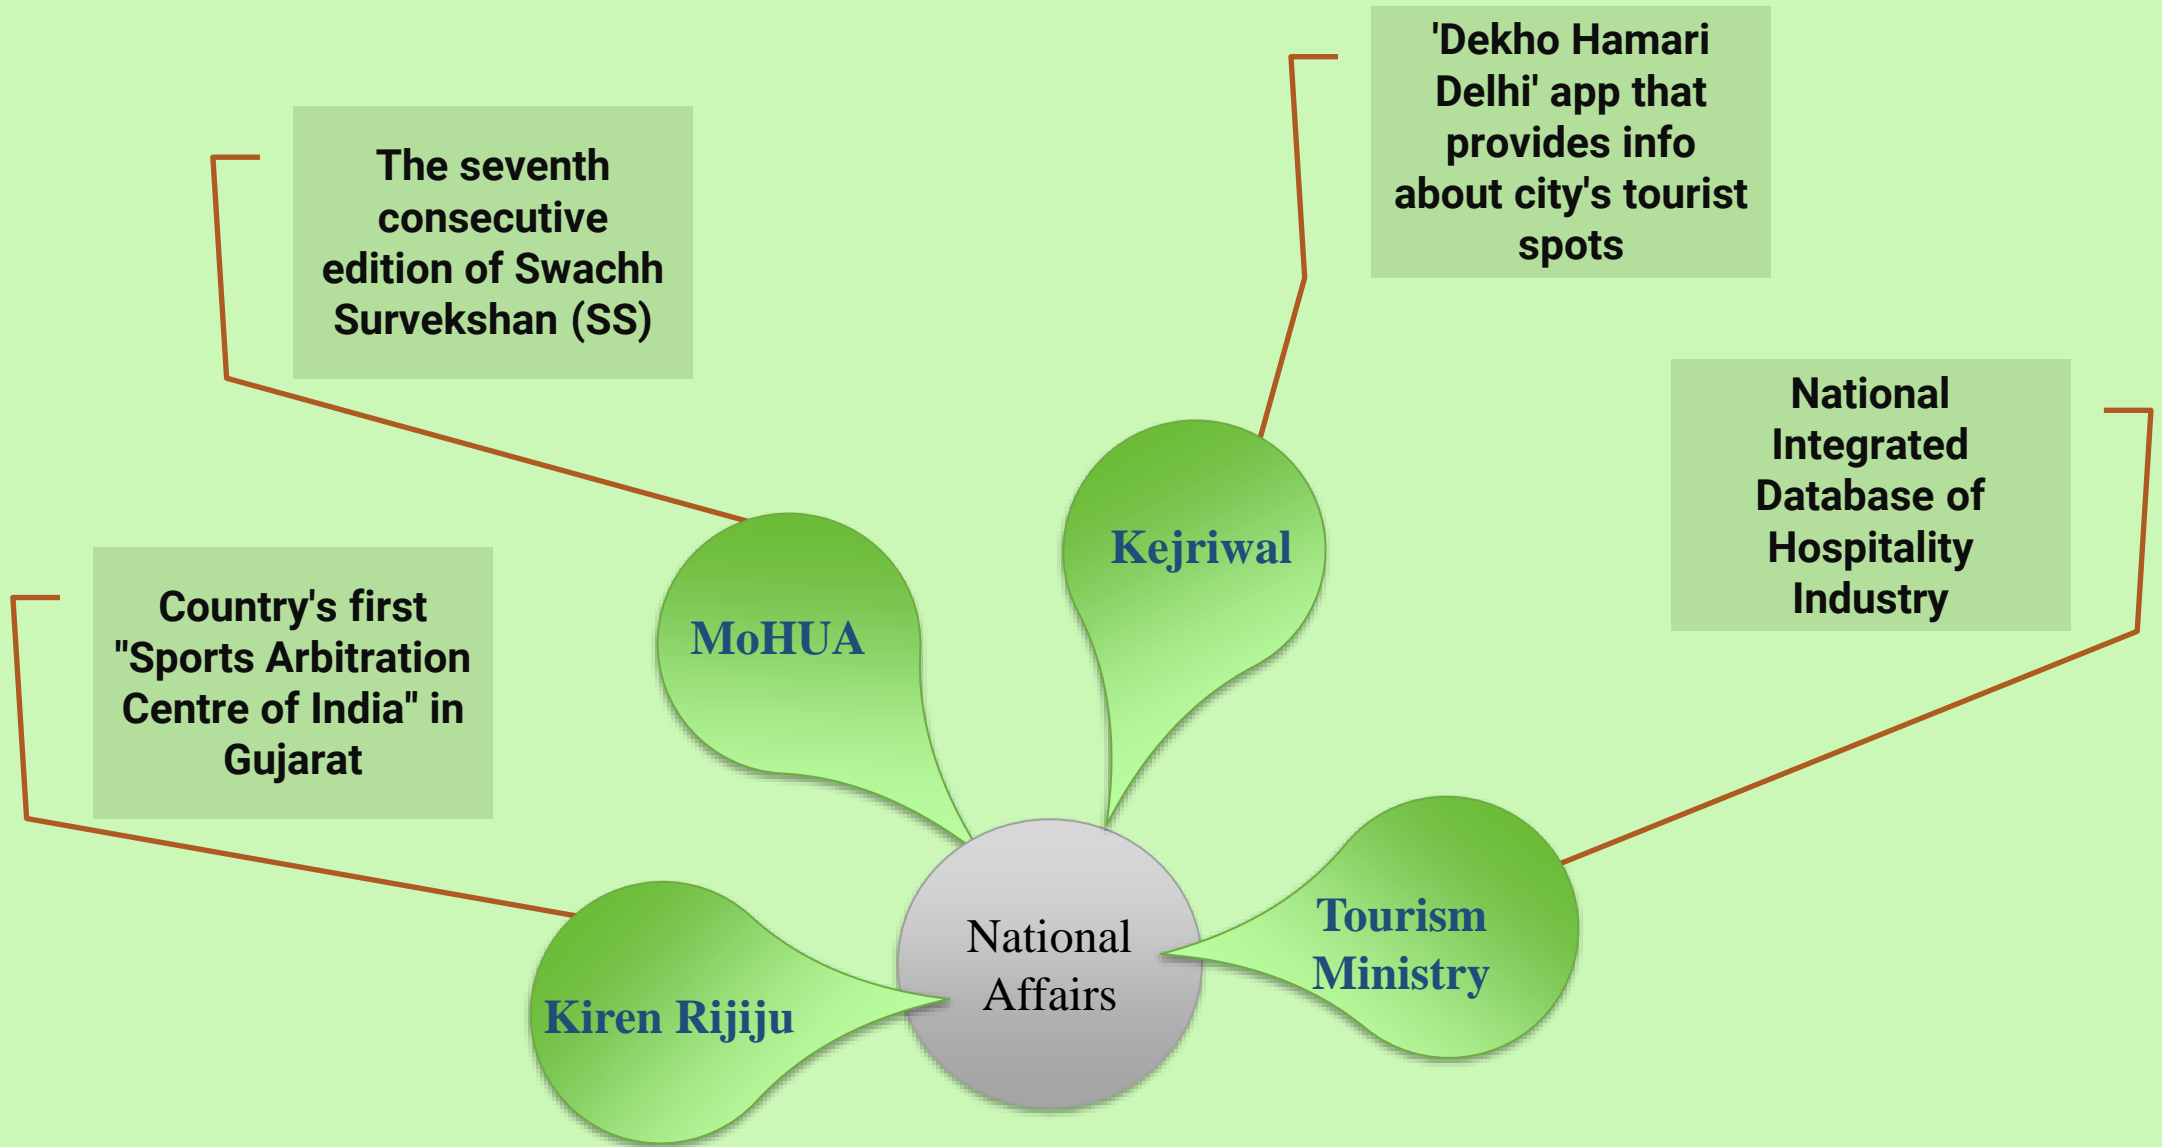 'Dekho Hamari
Delhi' app that
provides info
about city's tourist
spots
The seventh
consecutive
edition of Swachh
Survekshan (SS)
National
Integrated
Database of
Hospitality
Industry
Country's first
"Sports Arbitration
Centre of India" in
Gujarat
Kejriwal
MoHUA
Tourism
Ministry
Kiren Rijiju
National
Affairs